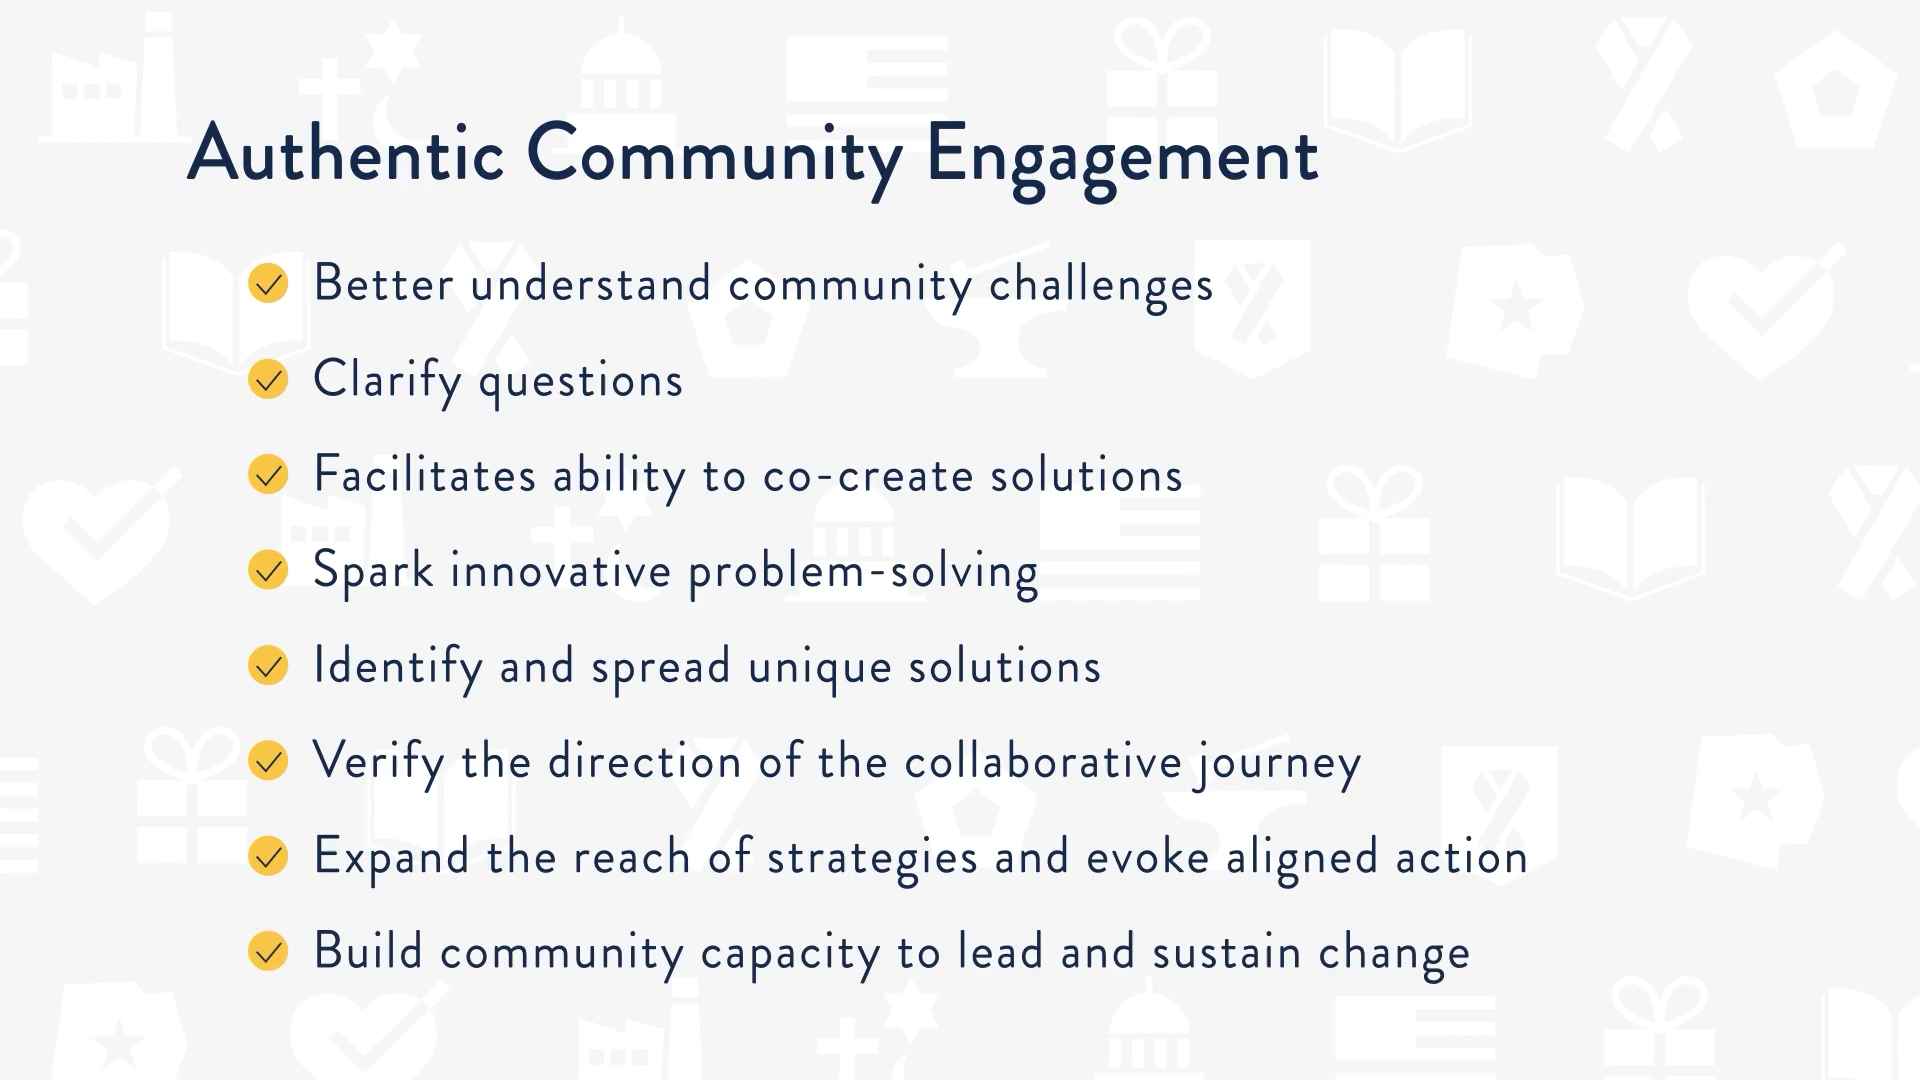 Authentic Community Engagement
Better understand community challenges
Clarify questions
Facilitates ability to co-create solutions
Spark innovative problem-solving
Identify and spread unique solutions
Verify the direction of the collaborative journey
Expand the reach of strategies and evoke aligned action
Build community capacity to lead and sustain change